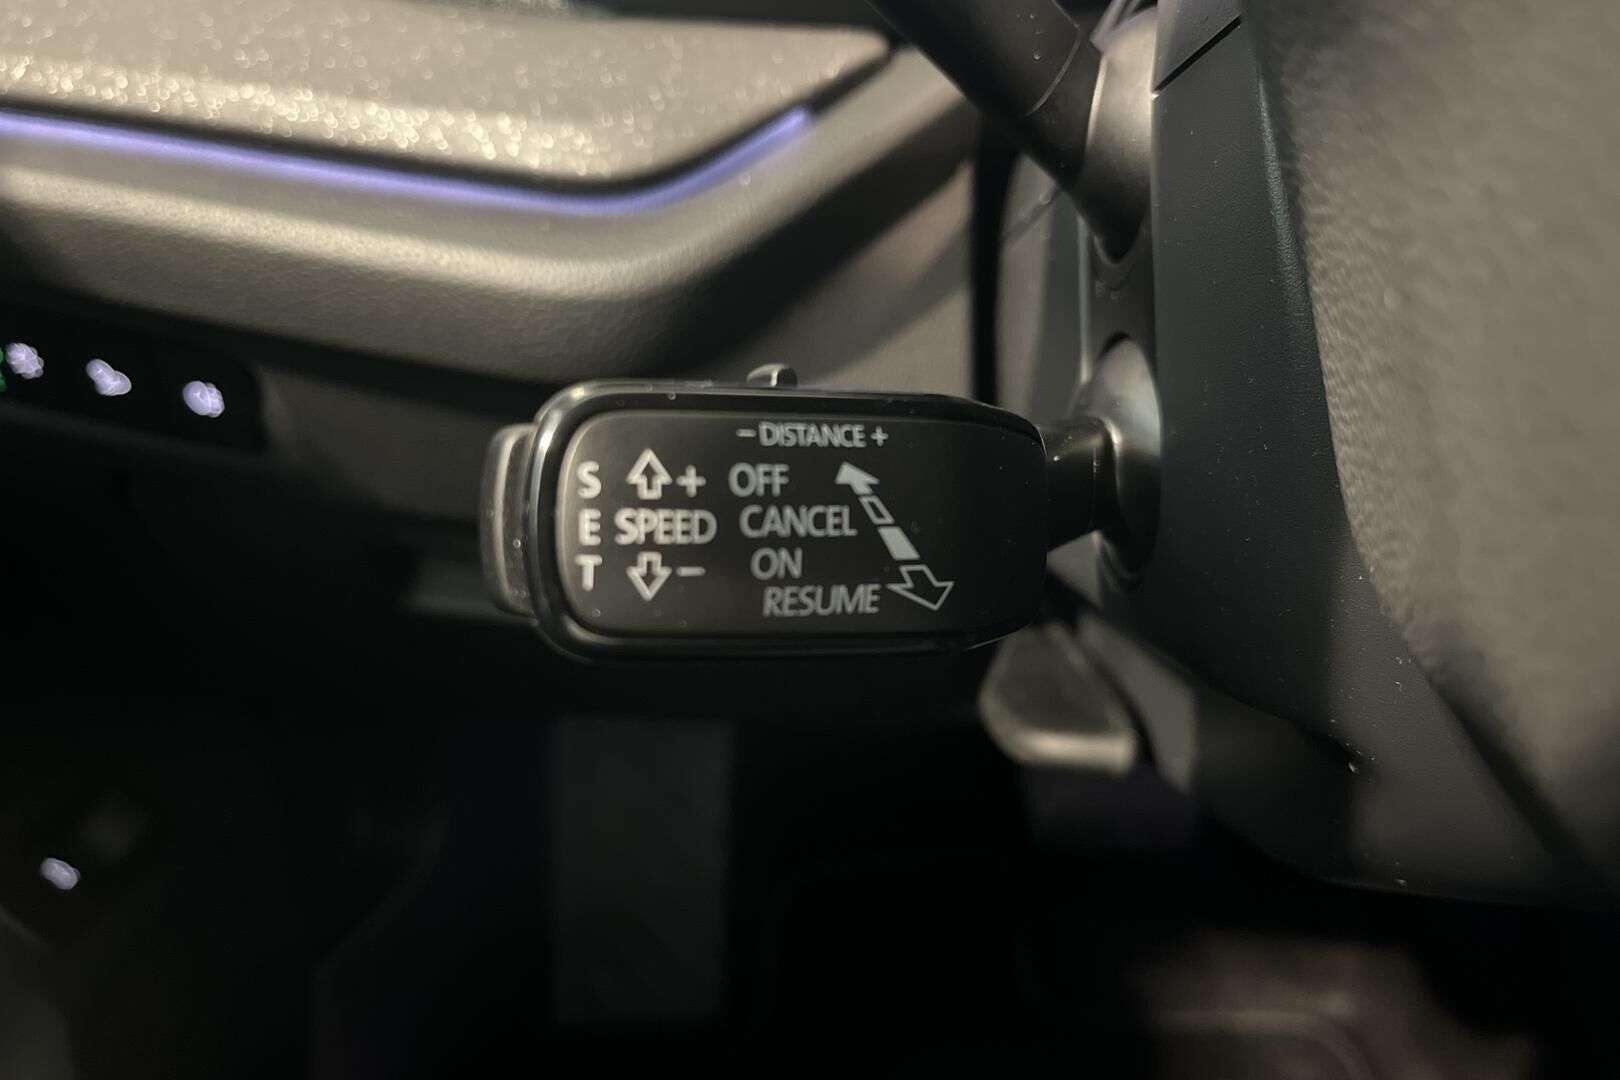 - DISTANCE +
S
E
T
+
SPEED
-
OFF
CANCEL
ON
RESUME